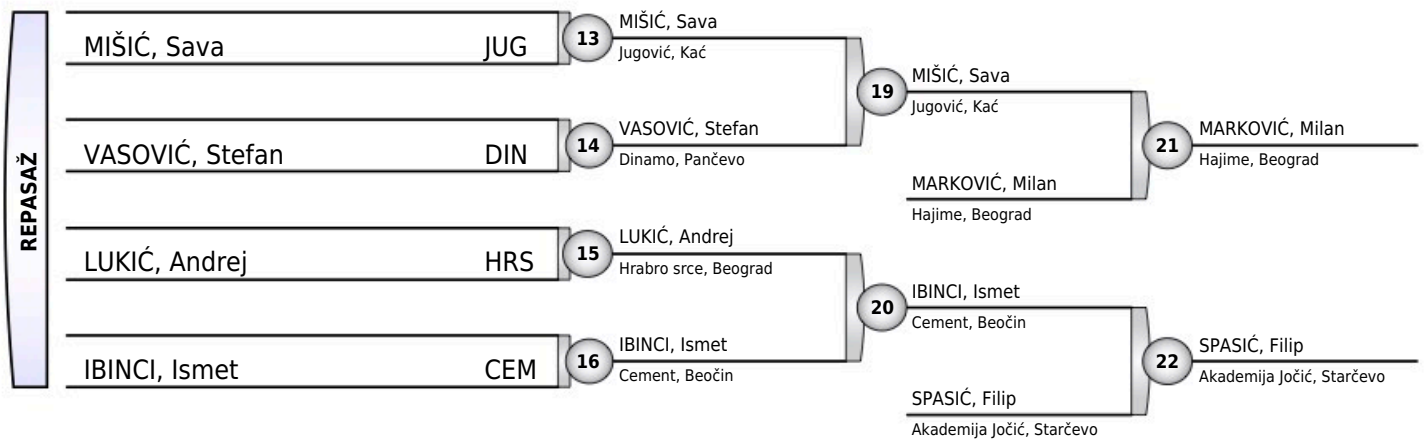 REPASAŽ
MIŠIĆ, Sava JUG
VASOVIĆ, Stefan DIN
LUKIĆ, Andrej HRS
IBINCI, Ismet CEM
13
MIŠIĆ, Sava
Jugović, Kać
14
VASOVIĆ, Stefan
Dinamo, Pančevo
15
LUKIĆ, Andrej
Hrabro srce, Beograd
16
IBINCI, Ismet
Cement, Beočin
19
MIŠIĆ, Sava
Jugović, Kać
MARKOVIĆ, Milan
Hajime, Beograd
20
IBINCI, Ismet
Cement, Beočin
SPASIĆ, Filip
Akademija Jočić, Starčevo
21
MARKOVIĆ, Milan
Hajime, Beograd
22
SPASIĆ, Filip
Akademija Jočić, Starčevo